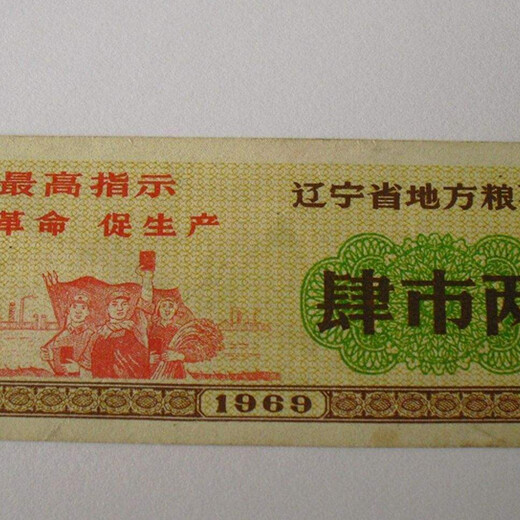 最高指示
革命 促生产
辽宁省地方粮
肆市两
1969